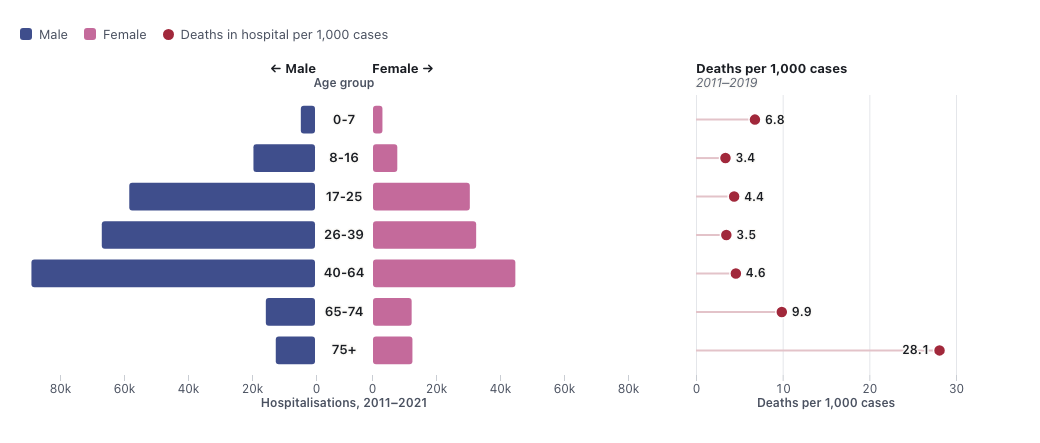 Male Female Deaths in hospital per 1,000 cases
← Male Female →
Age group
0-7
8-16
17-25
26-39
40-64
65-74
75+
80k 60k 40k 20k 0 0 20k 40k 60k 80k
Hospitalisations, 2011–2021
Deaths per 1,000 cases
2011–2019
6.8
3.4
4.4
3.5
4.6
9.9
28.1
0 10 20 30
Deaths per 1,000 cases